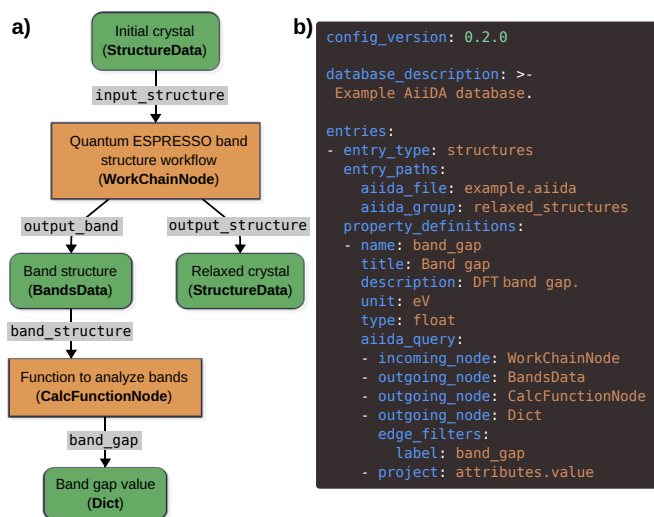 a)
Initial crystal
(StructureData)
input_structure
Quantum ESPRESSO band
structure workflow
(WorkChainNode)
output_band
output_structure
Band structure
(BandsData)
Relaxed crystal
(StructureData)
band_structure
Function to analyze bands
(CalcFunctionNode)
band_gap
Band gap value
(Dict)
b)
config_version: 0.2.0
database_description: >-
 Example AiiDA database.
entries:
- entry_type: structures
  entry_paths:
    aiida_file: example.aiida
    aiida_group: relaxed_structures
  property_definitions:
  - name: band_gap
    title: Band gap
    description: DFT band gap.
    unit: eV
    type: float
    aiida_query:
    - incoming_node: WorkChainNode
    - outgoing_node: BandsData
    - outgoing_node: CalcFunctionNode
    - outgoing_node: Dict
      edge_filters:
        label: band_gap
    - project: attributes.value